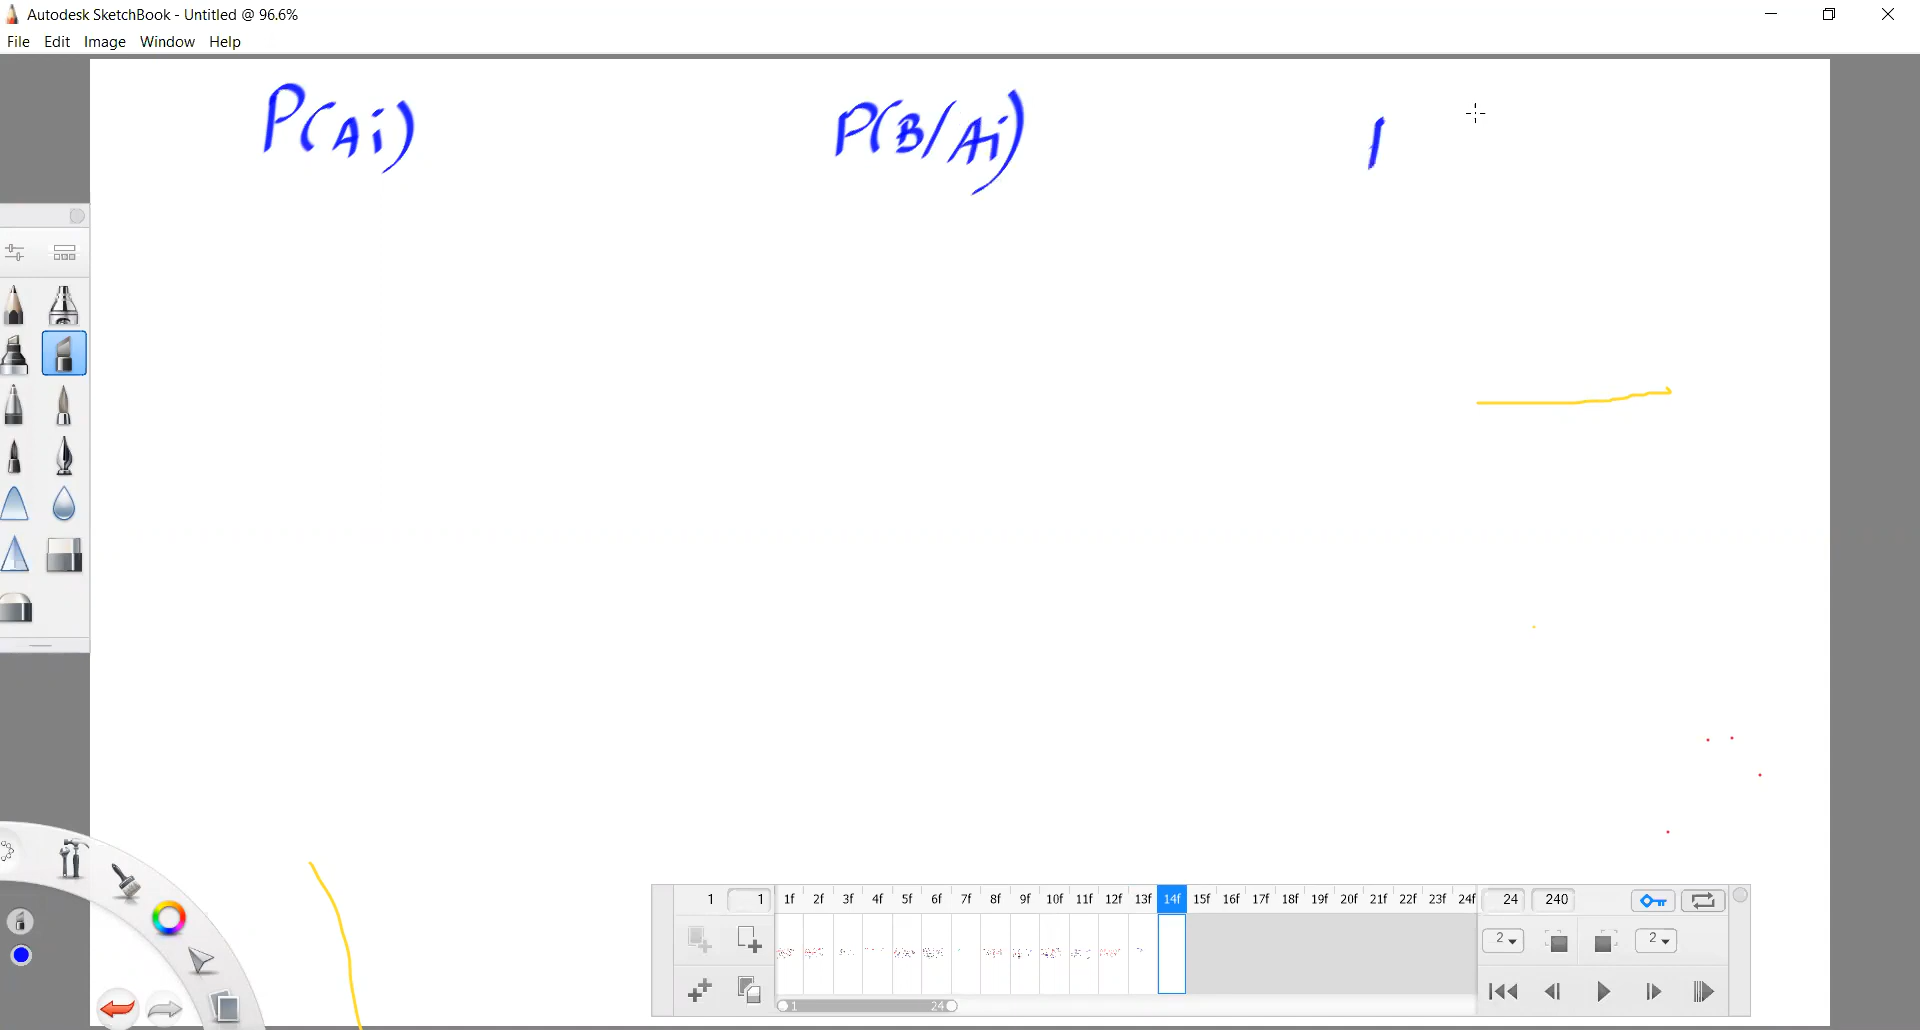 Autodesk SketchBook - Untitled @ 96.6%
File Edit Image Window Help
P(Ai) P(B/Ai)
1 1 1f 2f 3f 4f 5f 6f 7f 8f 9f 10f 11f 12f 13f 14f 15f 16f 17f 18f 19f 20f 21f 22f 23f 24f 24 240
2 2
1 24